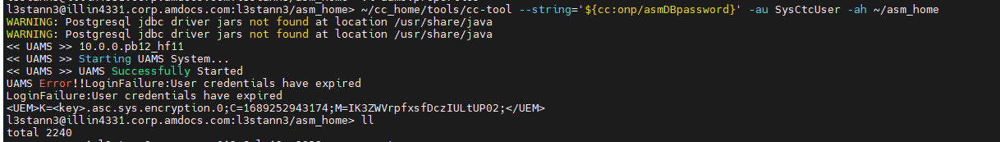 l3stann3@illin4331.corp.amdocs.com:l3stann3/asm_home> ~/cc_home/tools/cc-tool --string='${cc:onp/asmDBpassword}' -au SysCtcUser -ah ~/asm_home
WARNING: Postgresql jdbc driver jars not found at location /usr/share/java
WARNING: Postgresql jdbc driver jars not found at location /usr/share/java
<< UAMS >> 10.0.0.pb12_hf11
<< UAMS >> Starting UAMS System...
<< UAMS >> UAMS Successfully Started
UAMS Error!!LoginFailure:User credentials have expired
LoginFailure:User credentials have expired
<UEM>K=<key>.asc.sys.encryption.0;C=1689252943174;M=IK3ZWVrpfxsfDczIULtUP02;</UEM>
l3stann3@illin4331.corp.amdocs.com:l3stann3/asm_home> ll
total 2240